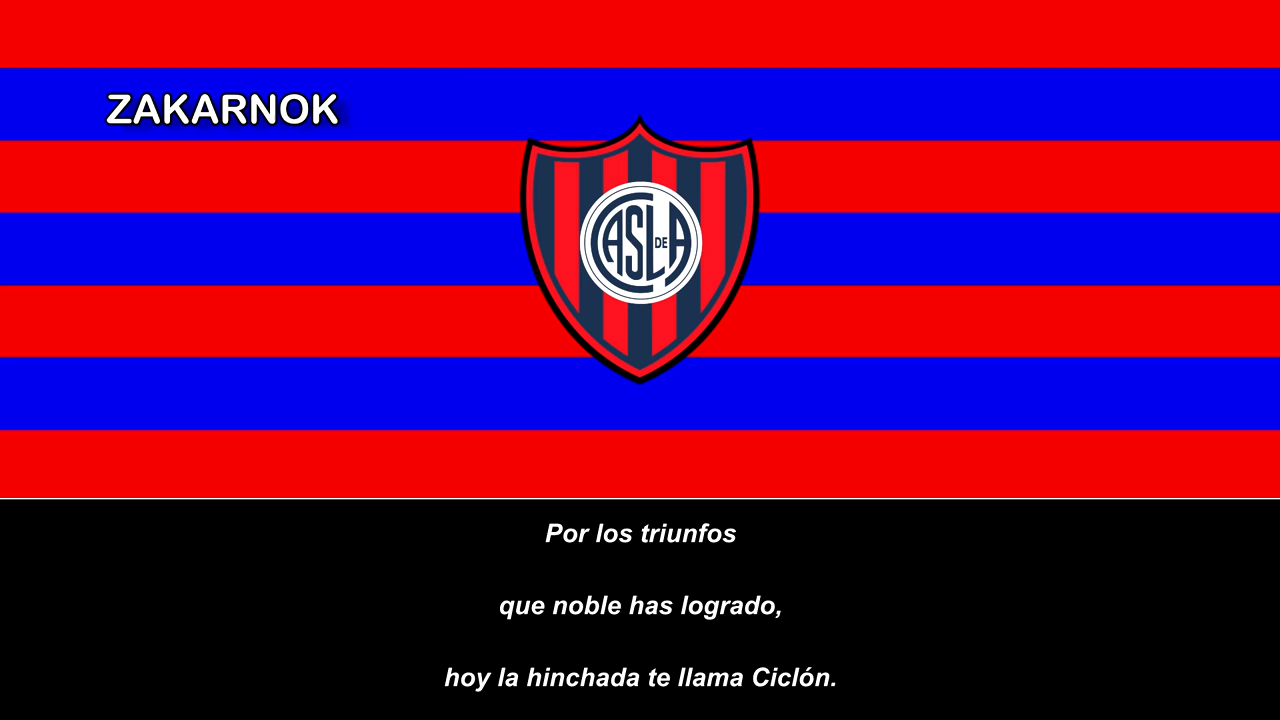 ZAKARNOK
CASLA
DE
Por los triunfos
que noble has logrado,
hoy la hinchada te llama Ciclón.